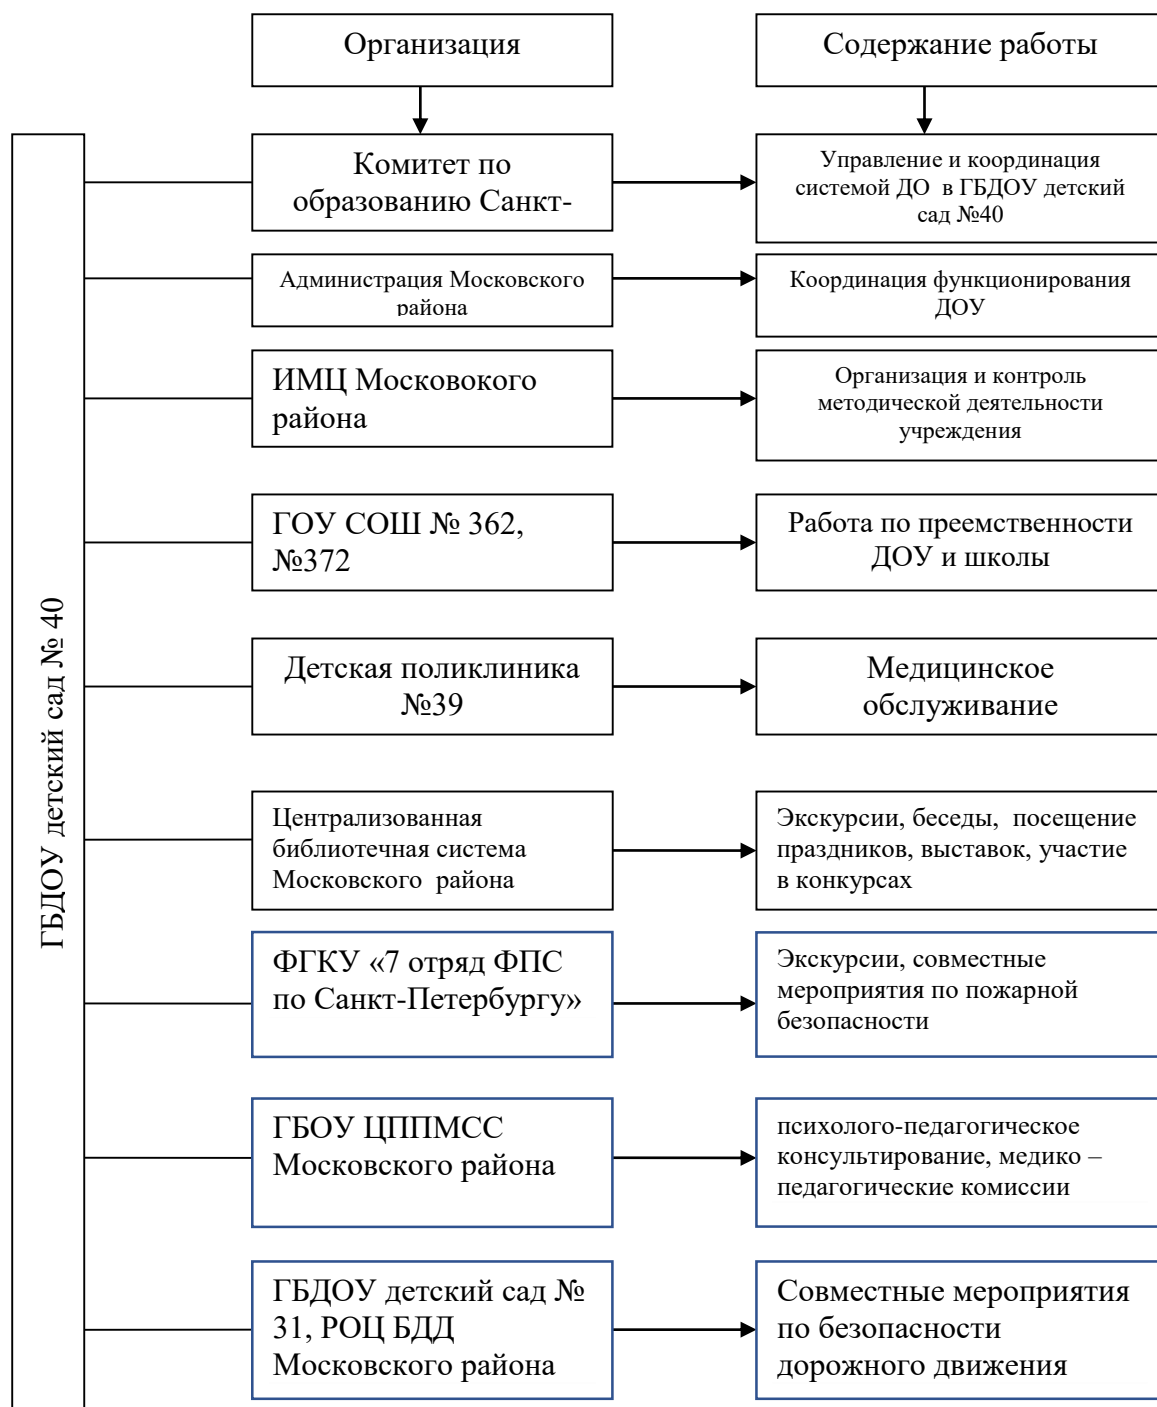 Организация
Содержание работы
Комитет по
образованию Санкт-
Управление и координация
системой ДО в ГБДОУ детский
сад №40
Администрация Московского
района
Координация функционирования
ДОУ
ИМЦ Московокого
района
Организация и контроль
методической деятельности
учреждения
ГОУ СОШ № 362,
№372
Работа по преемственности
ДОУ и школы
ГБДОУ детский сад № 40
Детская поликлиника
№39
Медицинское
обслуживание
Централизованная
библиотечная система
Московского района
Экскурсии, беседы, посещение
праздников, выставок, участие
в конкурсах
ФГКУ «7 отряд ФПС
по Санкт-Петербургу»
Экскурсии, совместные
мероприятия по пожарной
безопасности
ГБОУ ЦППМСС
Московского района
психолого-педагогическое
консультирование, медико –
педагогические комиссии
ГБДОУ детский сад №
31, РОЦ БДД
Московского района
Совместные мероприятия
по безопасности
дорожного движения